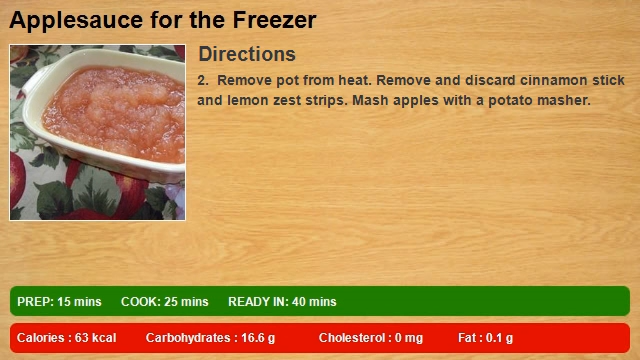 Applesauce for the Freezer
Directions
2. Remove pot from heat. Remove and discard cinnamon stick
and lemon zest strips. Mash apples with a potato masher.
PREP: 15 mins COOK: 25 mins READY IN: 40 mins
Calories : 63 kcal Carbohydrates : 16.6 g Cholesterol : 0 mg Fat : 0.1 g